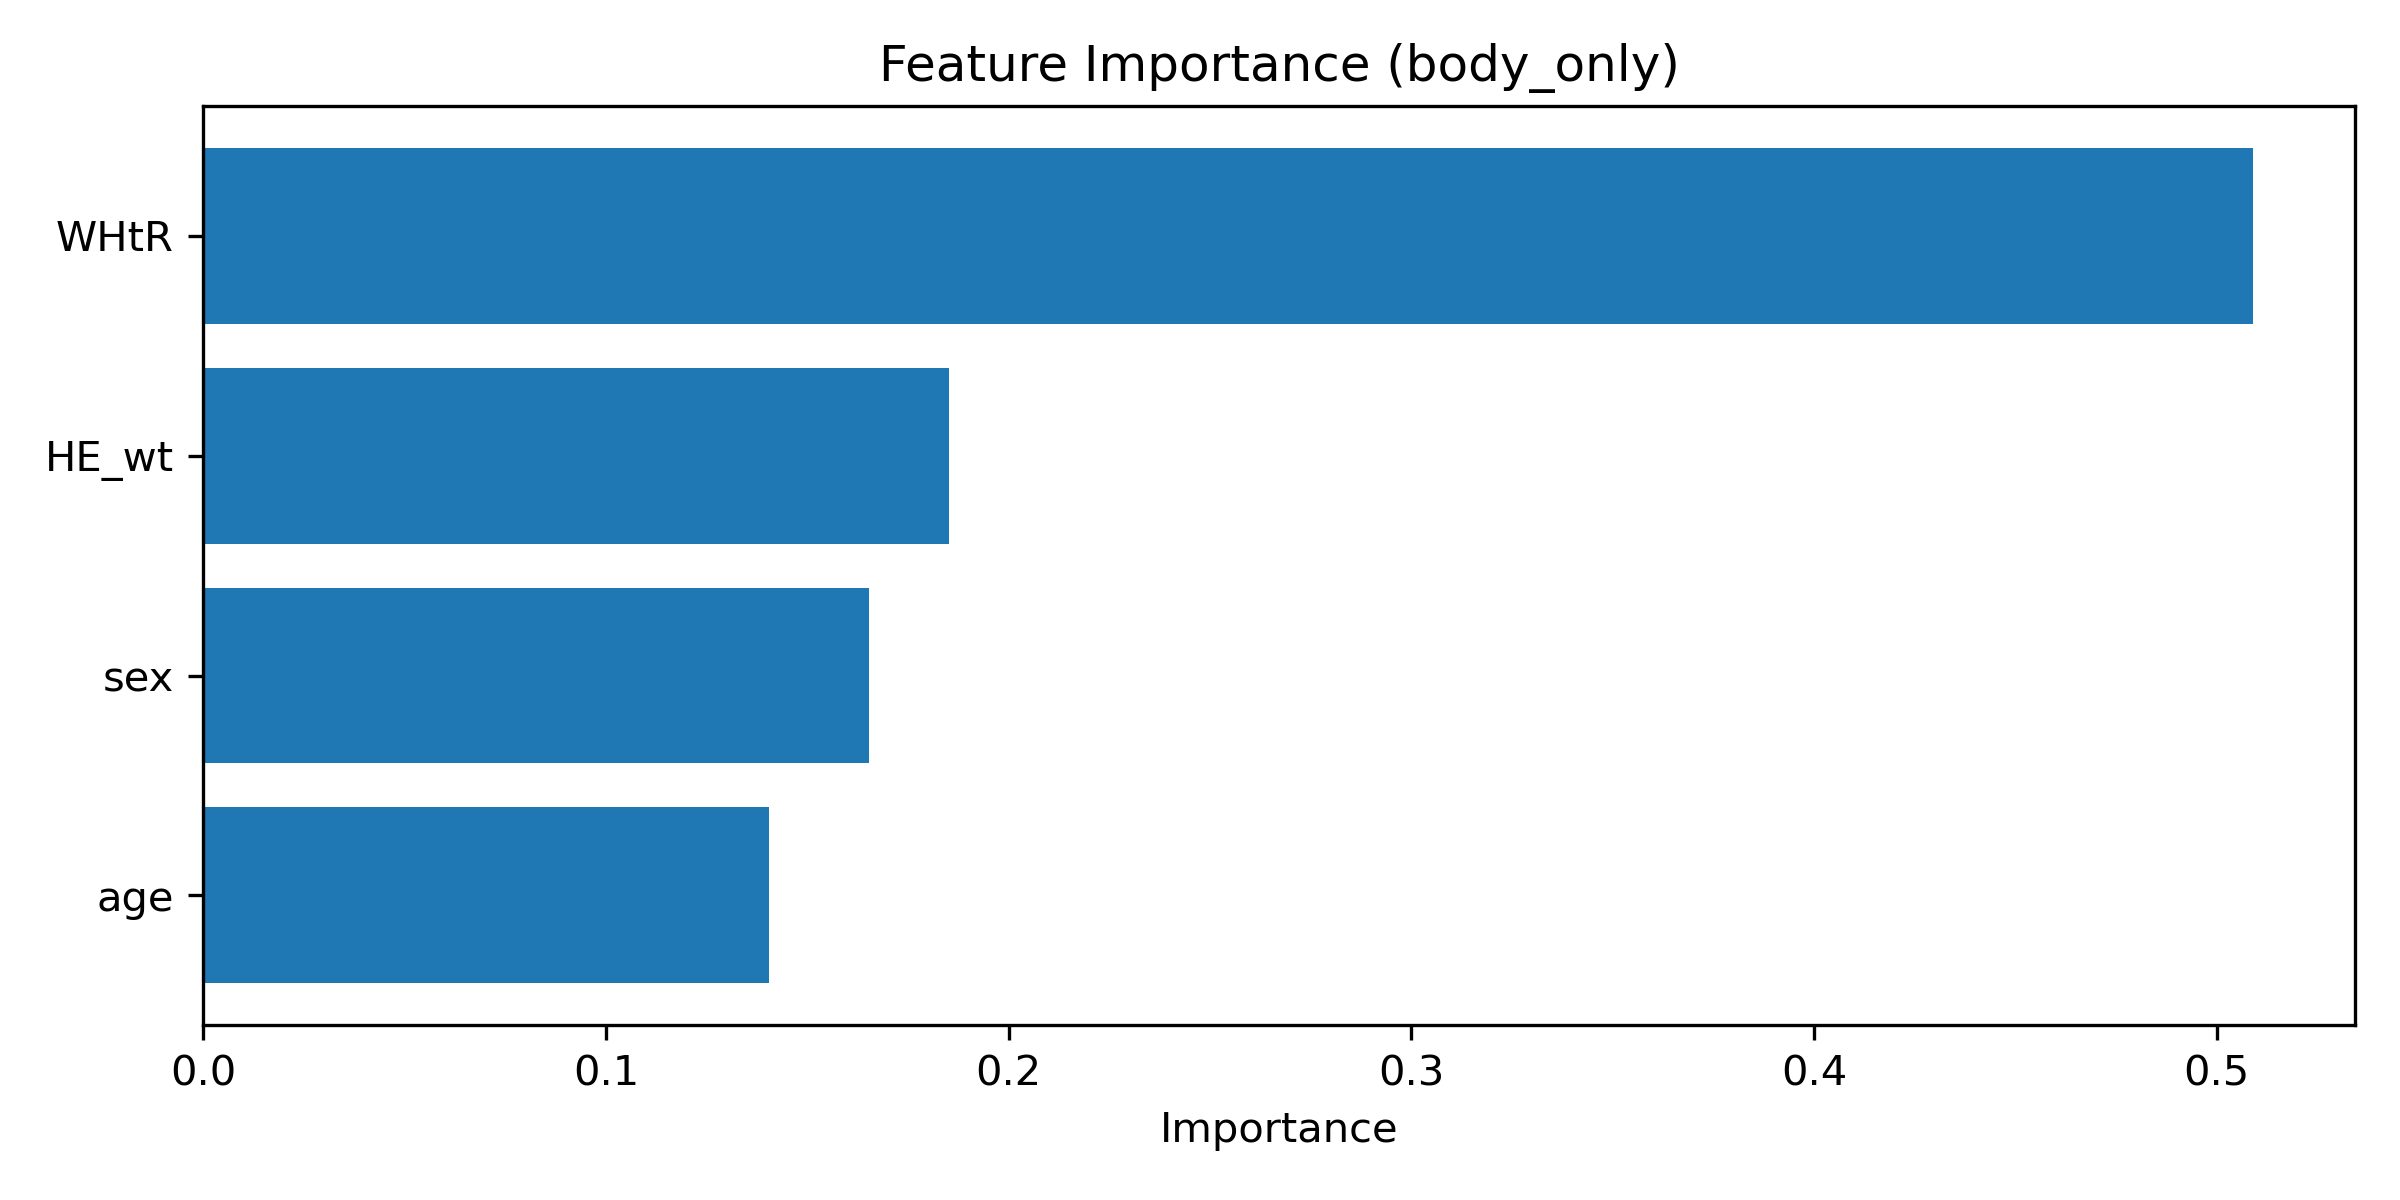 Feature Importance (body_only)
WHtR
HE_wt
sex
age
0.0 0.1 0.2 0.3 0.4 0.5
Importance